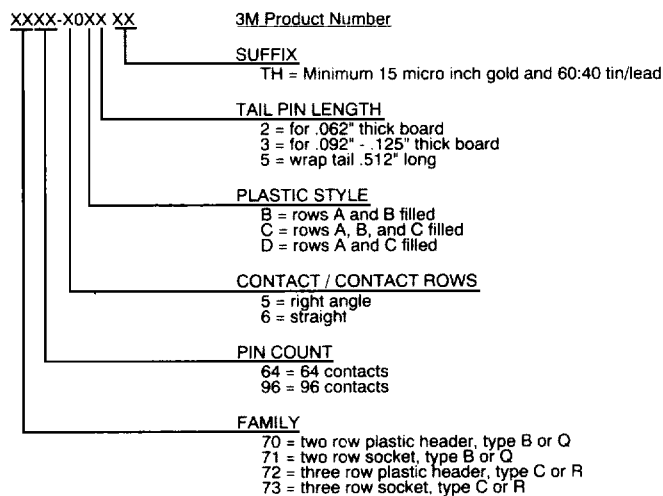 XXXX-X0XX XX 3M Product Number
SUFFIX
TH = Minimum 15 micro inch gold and 60:40 tin/lead
TAIL PIN LENGTH
2 = for .062" thick board
3 = for .092" - .125" thick board
5 = wrap tail .512" long
PLASTIC STYLE
B = rows A and B filled
C = rows A, B, and C filled
D = rows A and C filled
CONTACT / CONTACT ROWS
5 = right angle
6 = straight
PIN COUNT
64 = 64 contacts
96 = 96 contacts
FAMILY
70 = two row plastic header, type B or Q
71 = two row socket, type B or Q
72 = three row plastic header, type C or R
73 = three row socket, type C or R